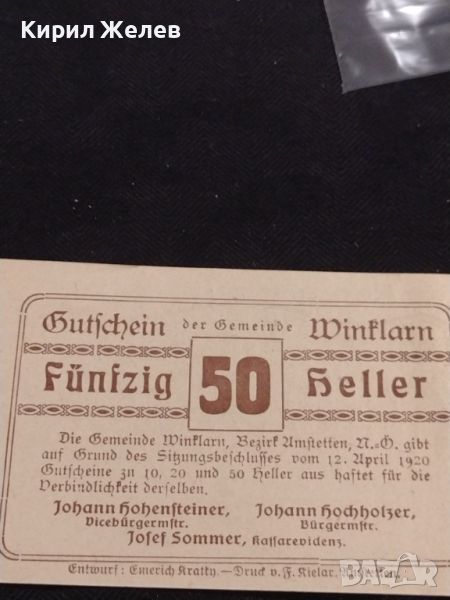 Кирил Желев
Gutschein der Gemeinde Winklarn
Fünfzig 50 Heller
Die Gemeinde Winklarn, Bezirk Amstetten, N.-Ö. gibt
auf Grund des Sitzungsbeschlusses vom 12. April 1920
Gutscheine zu 10, 20 und 50 Heller aus haftet für die
Verbindlichkeit derselben.
Johann Hohensteiner, Johann Hochholzer,
Vicebürgermstr. Bürgermstr.
Josef Sommer, Kassarevidenz.
Entwurf: Emerich Kratky. — Druck v. F. Kielar, Amstetten.
BAZAR